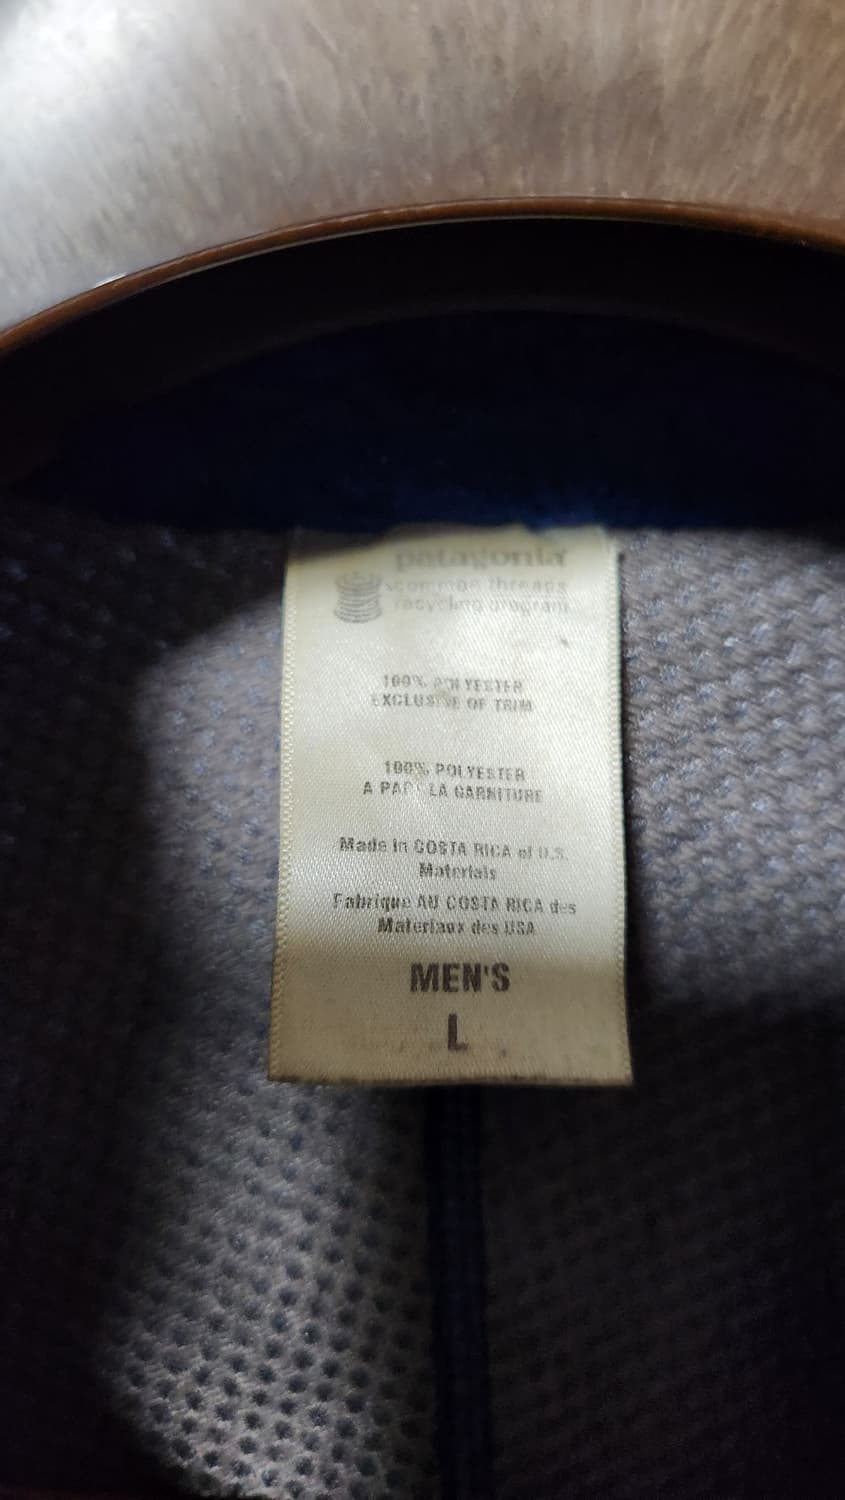 patagonia
common threads
recycling program
100% POLYESTER
EXCLUSIVE OF TRIM
100% POLYESTER
A PART LA GARNITURE
Made in COSTA RICA of U.S.
Materials
Fabrique AU COSTA RICA des
Materiaux des USA
MEN'S
L